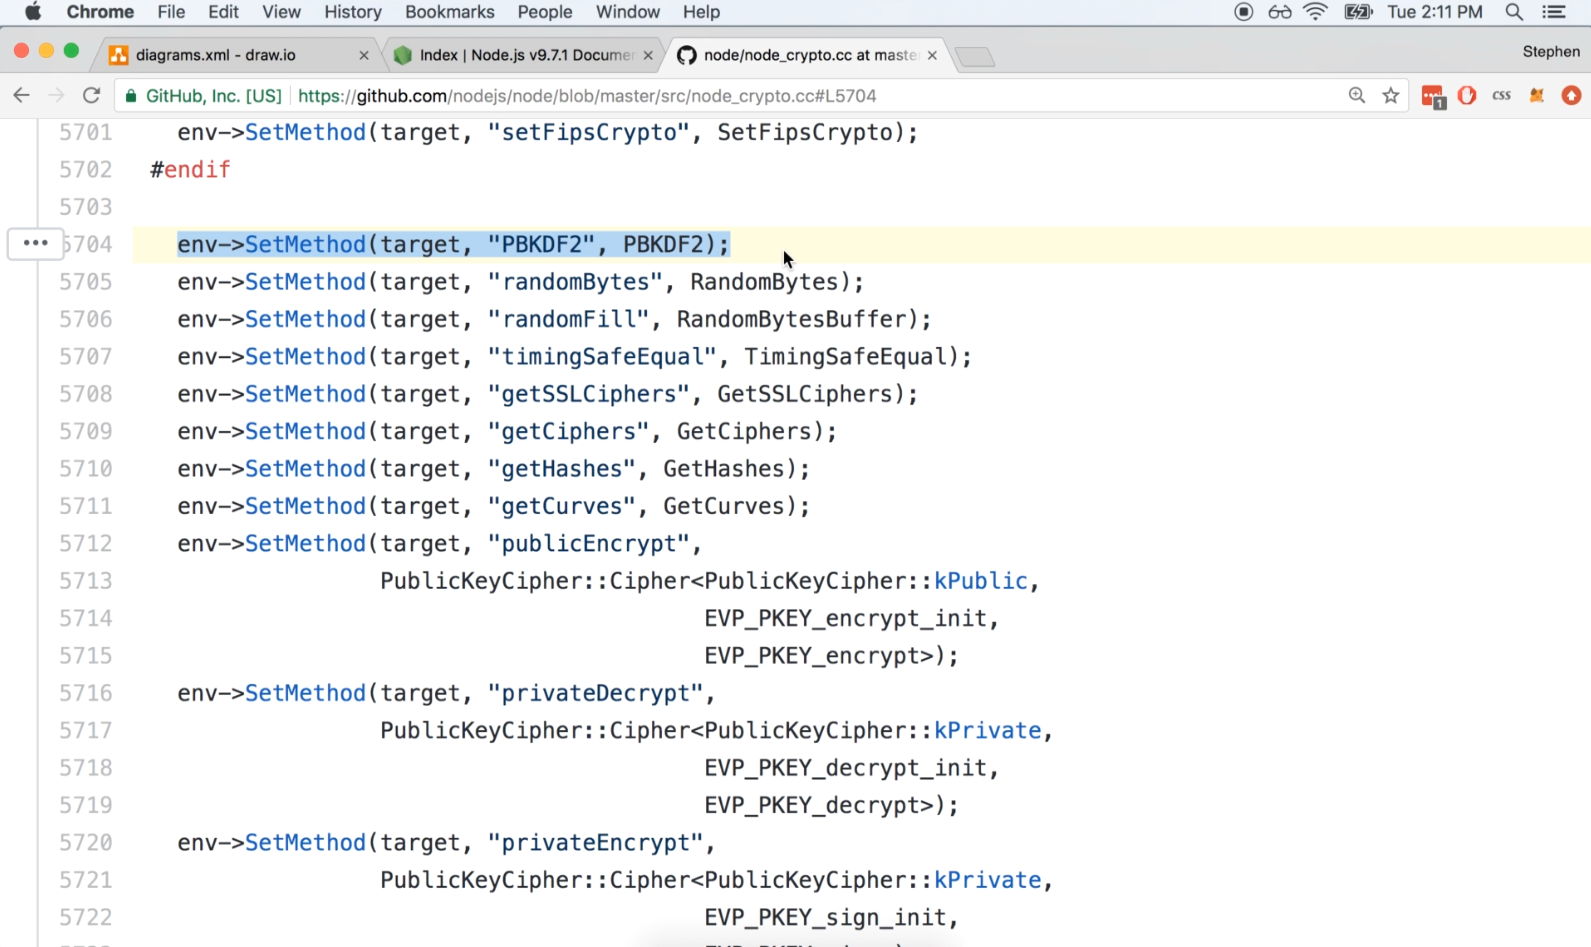 Chrome File Edit View History Bookmarks People Window Help Tue 2:11 PM
diagrams.xml - draw.io Index | Node.js v9.7.1 Documen node/node_crypto.cc at maste Stephen
GitHub, Inc. [US] https://github.com/nodejs/node/blob/master/src/node_crypto.cc#L5704 1 CSS
5701 env->SetMethod(target, "setFipsCrypto", SetFipsCrypto);
5702 #endif
5703
5704 env->SetMethod(target, "PBKDF2", PBKDF2);
5705 env->SetMethod(target, "randomBytes", RandomBytes);
5706 env->SetMethod(target, "randomFill", RandomBytesBuffer);
5707 env->SetMethod(target, "timingSafeEqual", TimingSafeEqual);
5708 env->SetMethod(target, "getSSLCiphers", GetSSLCiphers);
5709 env->SetMethod(target, "getCiphers", GetCiphers);
5710 env->SetMethod(target, "getHashes", GetHashes);
5711 env->SetMethod(target, "getCurves", GetCurves);
5712 env->SetMethod(target, "publicEncrypt",
5713 PublicKeyCipher::Cipher<PublicKeyCipher::kPublic,
5714 EVP_PKEY_encrypt_init,
5715 EVP_PKEY_encrypt>);
5716 env->SetMethod(target, "privateDecrypt",
5717 PublicKeyCipher::Cipher<PublicKeyCipher::kPrivate,
5718 EVP_PKEY_decrypt_init,
5719 EVP_PKEY_decrypt>);
5720 env->SetMethod(target, "privateEncrypt",
5721 PublicKeyCipher::Cipher<PublicKeyCipher::kPrivate,
5722 EVP_PKEY_sign_init,